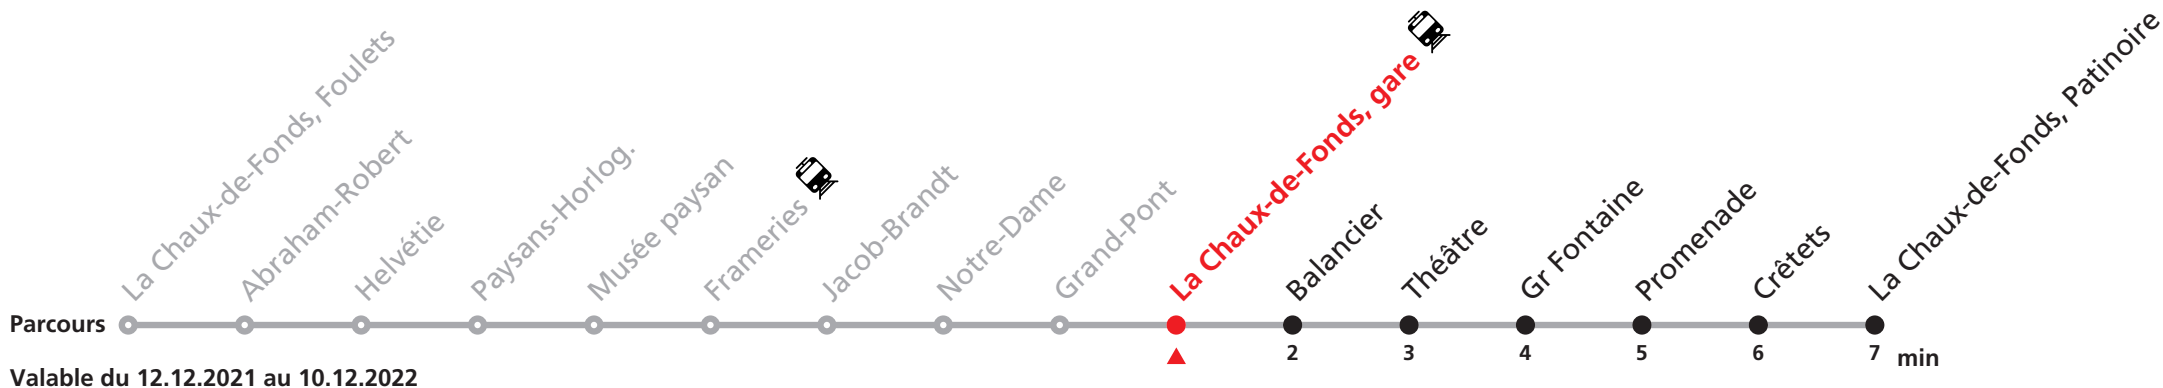 La Chaux-de-Fonds, Foulets
Abraham-Robert
Helvétie
Paysans-Horlog.
Musée paysan
Frameries
Jacob-Brandt
Notre-Dame
Grand-Pont
La Chaux-de-Fonds, gare
Balancier
Théâtre
Gr Fontaine
Promenade
Crêtets
La Chaux-de-Fonds, Patinoire
Parcours
2 3 4 5 6 7 min
Valable du 12.12.2021 au 10.12.2022